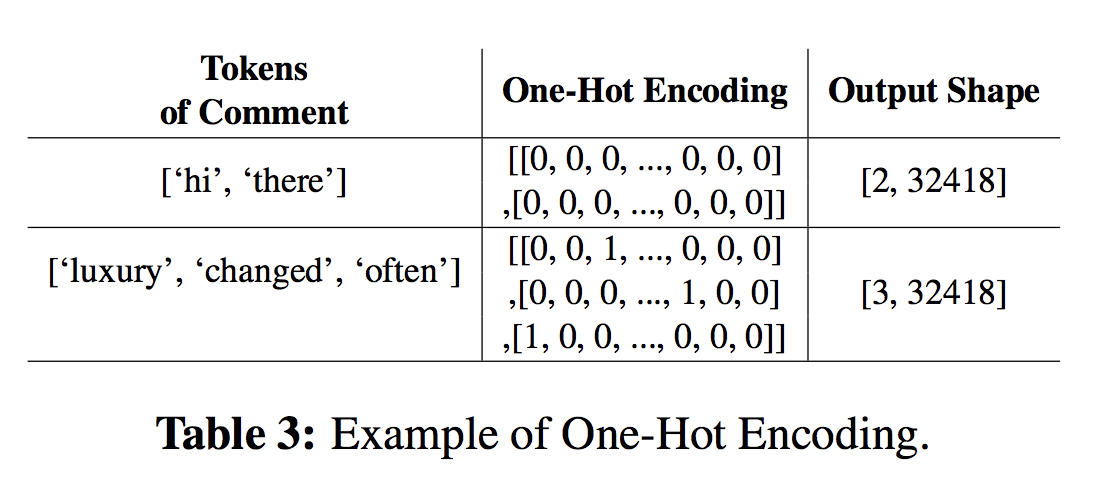 Tokens
of Comment
One-Hot Encoding
Output Shape
[‘hi’, ‘there’]
[[0, 0, 0, ..., 0, 0, 0]
,[0, 0, 0, ..., 0, 0, 0]]
[2, 32418]
[‘luxury’, ‘changed’, ‘often’]
[[0, 0, 1, ..., 0, 0, 0]
,[0, 0, 0, ..., 1, 0, 0]
,[1, 0, 0, ..., 0, 0, 0]]
[3, 32418]
Table 3: Example of One-Hot Encoding.